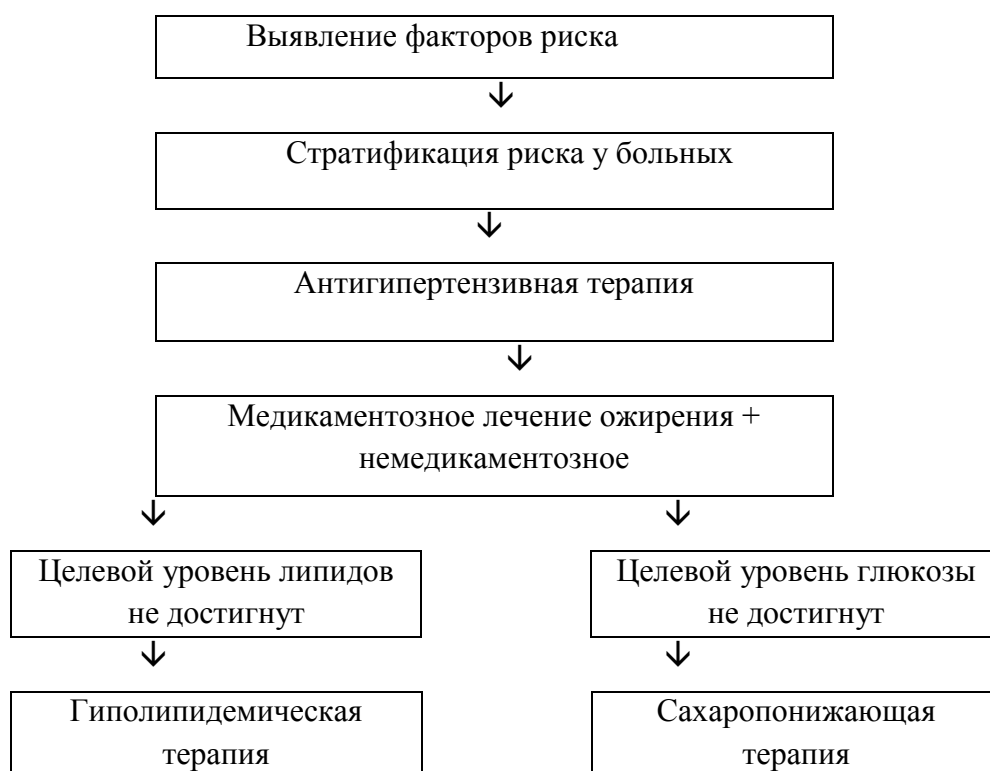 Выявление факторов риска
Стратификация риска у больных
Антигипертензивная терапия
Медикаментозное лечение ожирения +
немедикаментозное
Целевой уровень липидов
не достигнут
Целевой уровень глюкозы
не достигнут
Гиполипидемическая
терапия
Сахаропонижающая
терапия